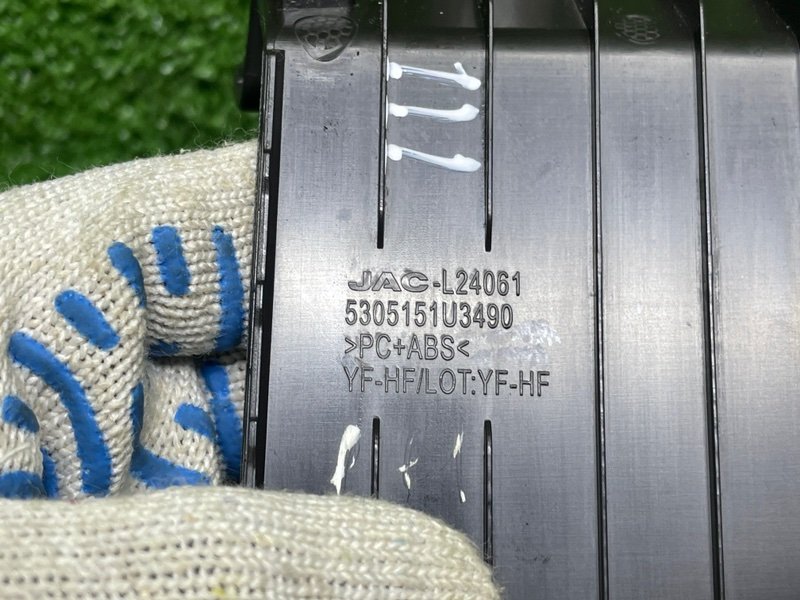 JAC-L24061
5305151U3490
>PC+ABS<
YF-HF/LOT:YF-HF